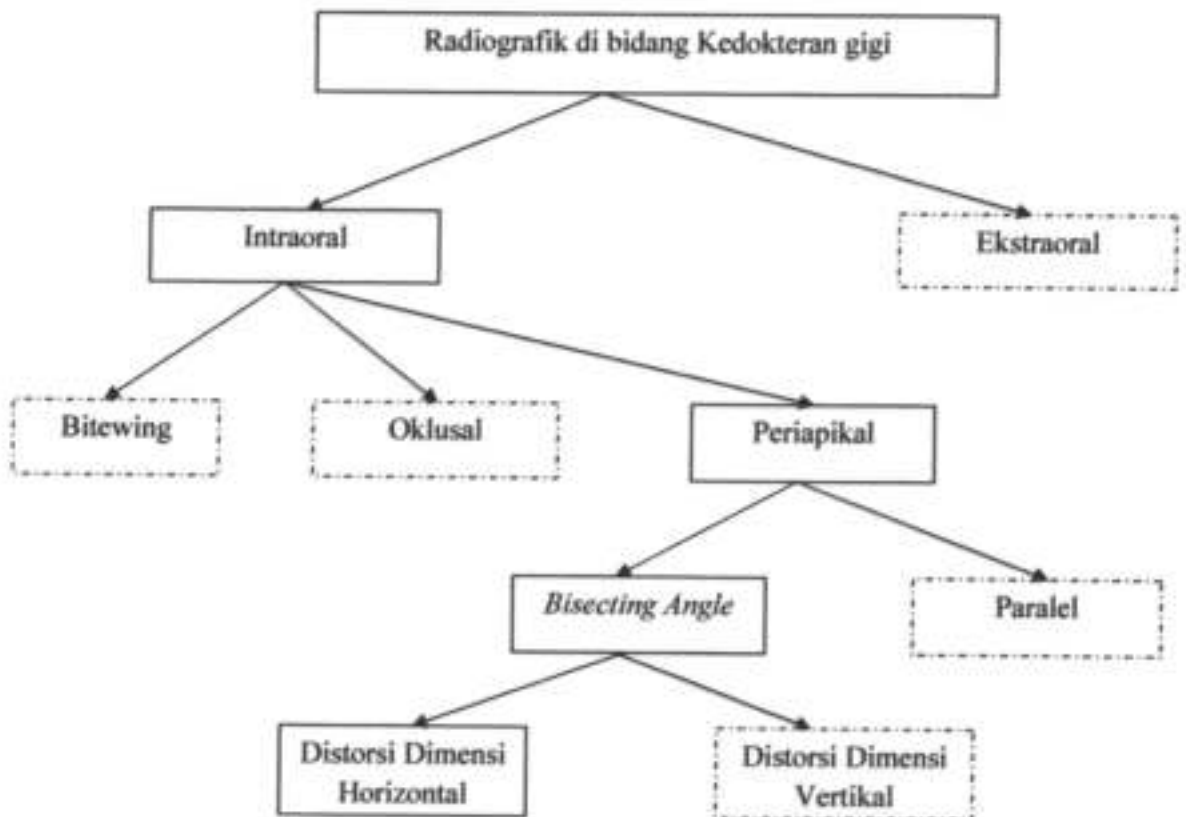 Radiografik di bidang Kedokteran gigi
Intraoral
Ekstraoral
Bitewing
Oklusal
Periapikal
Bisecting Angle
Paralel
Distorsi Dimensi
Horizontal
Distorsi Dimensi
Vertikal